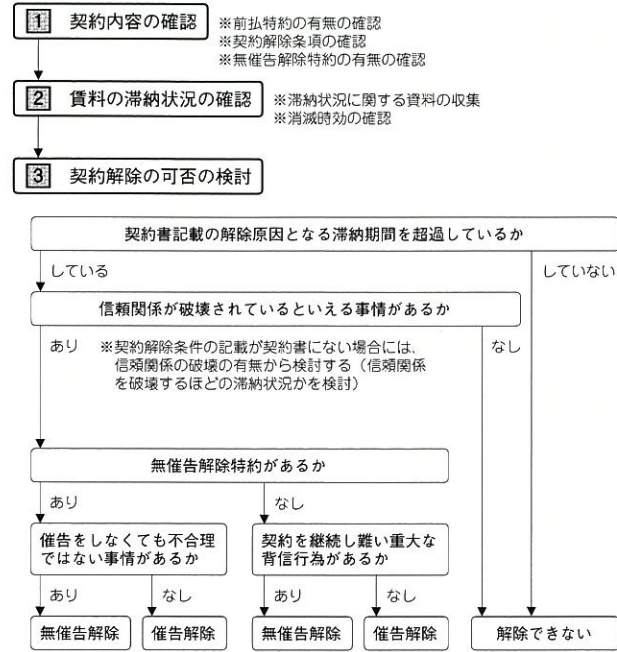 1 契約内容の確認
※前払特約の有無の確認
※契約解除条項の確認
※無催告解除特約の有無の確認
2 賃料の滞納状況の確認
※滞納状況に関する資料の収集
※消滅時効の確認
3 契約解除の可否の検討
契約書記載の解除原因となる滞納期間を超過しているか
している
していない
信頼関係が破壊されているといえる事情があるか
あり
※契約解除条件の記載が契約書にない場合には、
信頼関係の破壊の有無から検討する（信頼関係
を破壊するほどの滞納状況かを検討）
なし
無催告解除特約があるか
あり
なし
催告をしなくても不合理
ではない事情があるか
契約を継続し難い重大な
背信行為があるか
あり
なし
あり
なし
無催告解除
催告解除
無催告解除
催告解除
解除できない